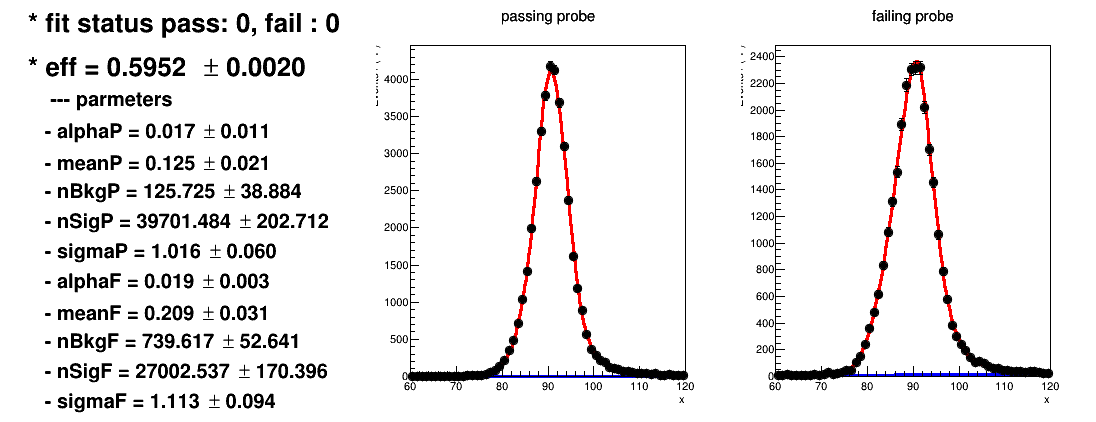 * fit status pass: 0, fail : 0
* eff = 0.5952 ± 0.0020
--- parmeters
- alphaP = 0.017 ± 0.011
- meanP = 0.125 ± 0.021
- nBkgP = 125.725 ± 38.884
- nSigP = 39701.484 ± 202.712
- sigmaP = 1.016 ± 0.060
- alphaF = 0.019 ± 0.003
- meanF = 0.209 ± 0.031
- nBkgF = 739.617 ± 52.641
- nSigF = 27002.537 ± 170.396
- sigmaF = 1.113 ± 0.094
passing probe
4000
3500
3000
2500
2000
1500
1000
500
0
60 70 80 90 100 110 120
x
failing probe
2400
2200
2000
1800
1600
1400
1200
1000
800
600
400
200
0
60 70 80 90 100 110 120
x